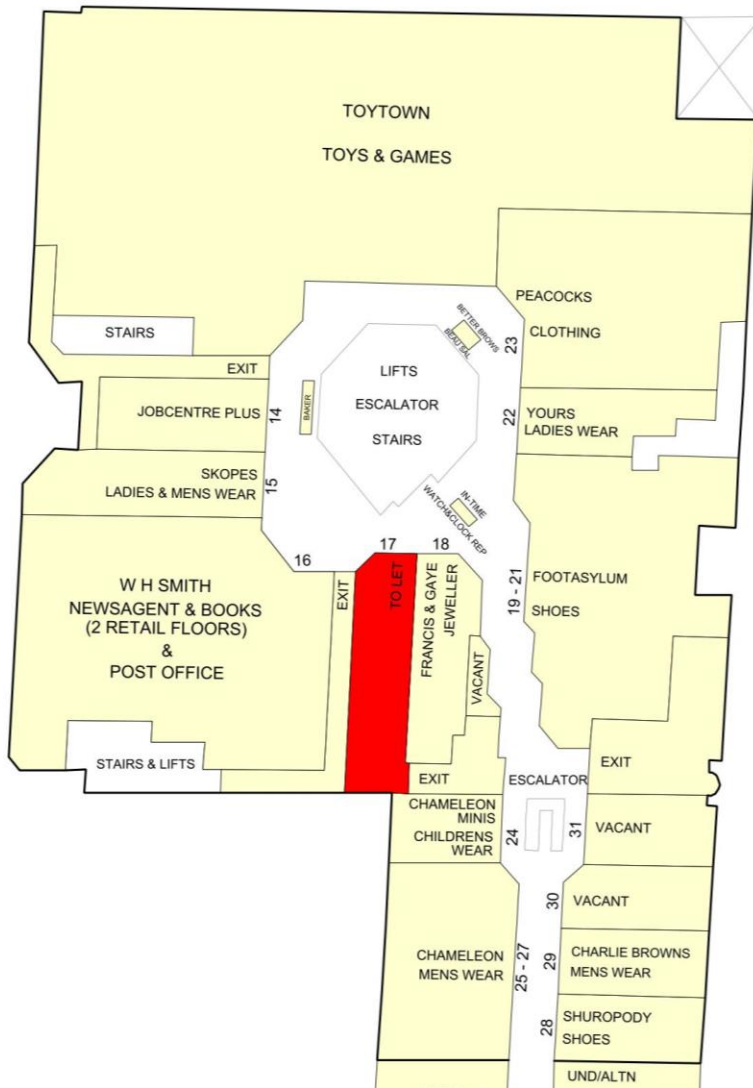 TOYTOWN
TOYS & GAMES
PEACOCKS
CLOTHING
23
BETTER BROWS
BEAU SAL
STAIRS
EXIT
LIFTS
ESCALATOR
STAIRS
BAKER
JOBCENTRE PLUS
14
22
YOURS
LADIES WEAR
SKOPES
LADIES & MENS WEAR
15
IN-TIME
WATCH&CLOCK REP
16
17
18
W H SMITH
NEWSAGENT & BOOKS
(2 RETAIL FLOORS)
&
POST OFFICE
EXIT
TO LET
FRANCIS & GAYE
JEWELLER
VACANT
19 - 21
FOOTASYLUM
SHOES
STAIRS & LIFTS
EXIT
ESCALATOR
EXIT
CHAMELEON
MINIS
CHILDRENS
WEAR
24
31
VACANT
30
VACANT
CHAMELEON
MENS WEAR
25 - 27
29
CHARLIE BROWNS
MENS WEAR
28
SHUROPODY
SHOES
UND/ALTN